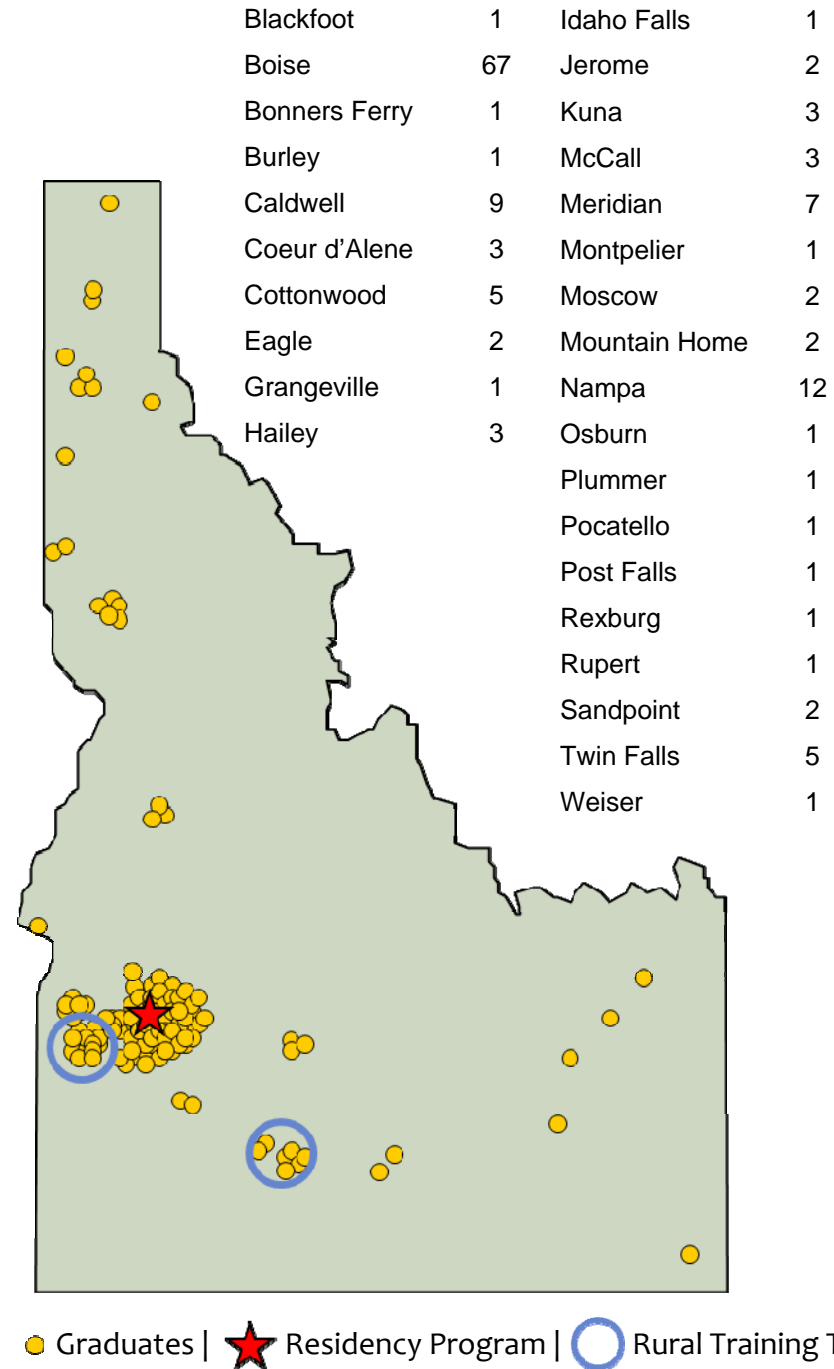 Blackfoot 1 Idaho Falls 1
Boise 67 Jerome 2
Bonners Ferry 1 Kuna 3
Burley 1 McCall 3
Caldwell 9 Meridian 7
Coeur d’Alene 3 Montpelier 1
Cottonwood 5 Moscow 2
Eagle 2 Mountain Home 2
Grangeville 1 Nampa 12
Hailey 3 Osburn 1
Plummer 1
Pocatello 1
Post Falls 1
Rexburg 1
Rupert 1
Sandpoint 2
Twin Falls 5
Weiser 1
Graduates | Residency Program | Rural Training